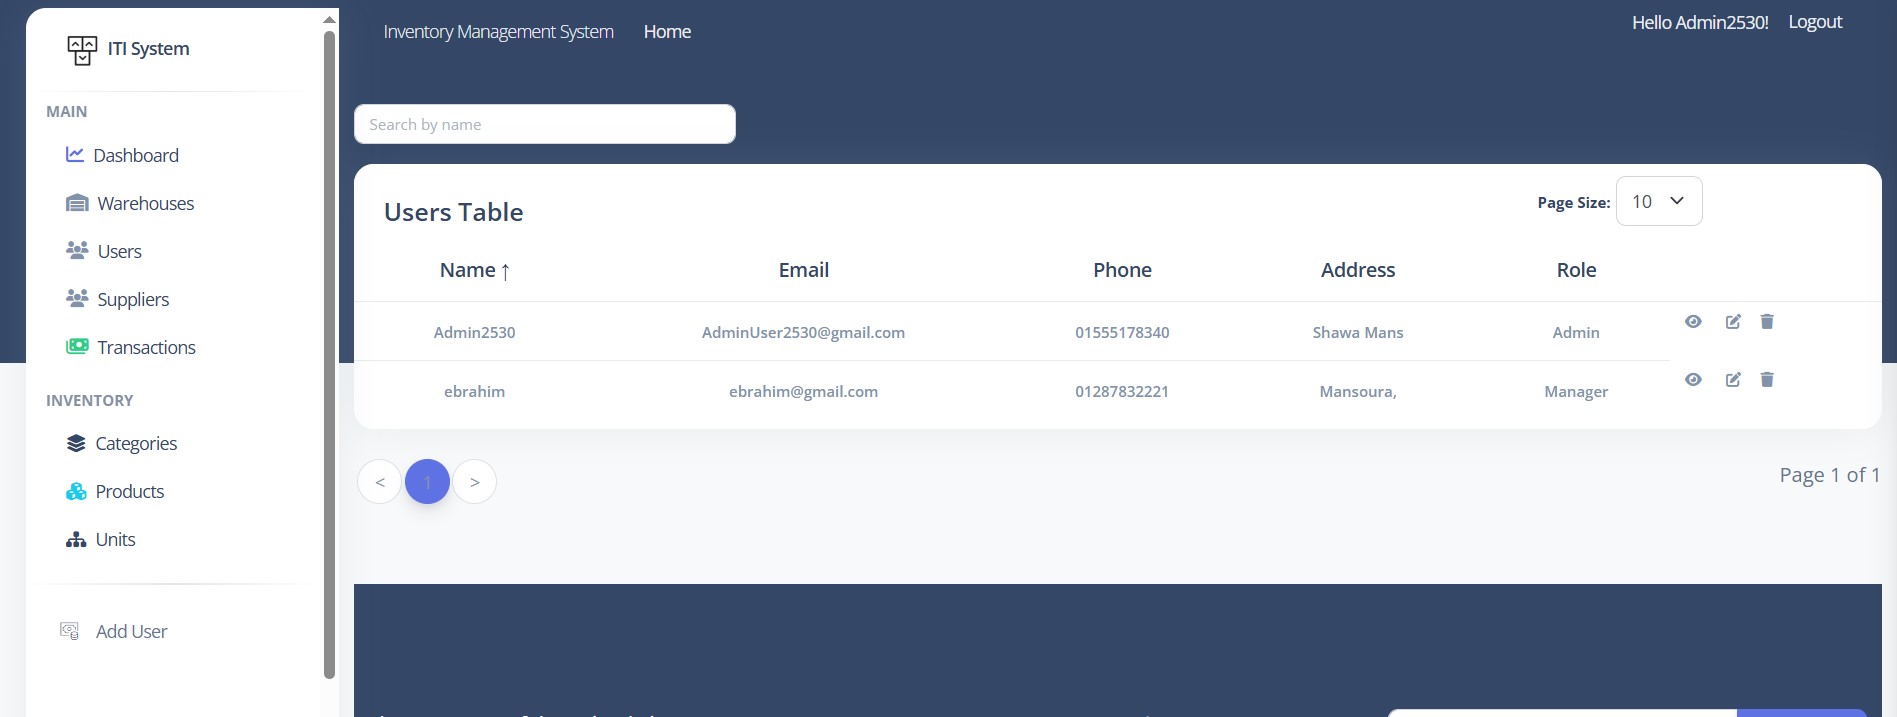 ITI System
MAIN
Dashboard
Warehouses
Users
Suppliers
Transactions
INVENTORY
Categories
Products
Units
Add User
Inventory Management System Home
Hello Admin2530! Logout
Search by name
Users Table
Page Size: 10
Name ↑ Email Phone Address Role
Admin2530 AdminUser2530@gmail.com 01555178340 Shawa Mans Admin
ebrahim ebrahim@gmail.com 01287832221 Mansoura, Manager
< 1 >
Page 1 of 1